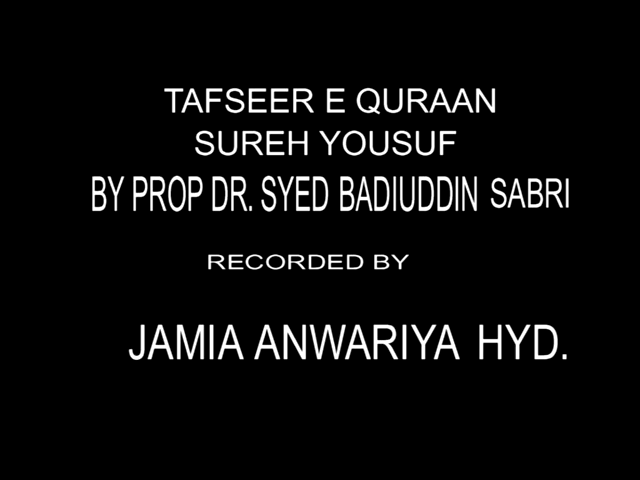 TAFSEER E QURAAN
SUREH YOUSUF
BY PROP DR. SYED BADIUDDIN SABRI
RECORDED BY
JAMIA ANWARIYA HYD.